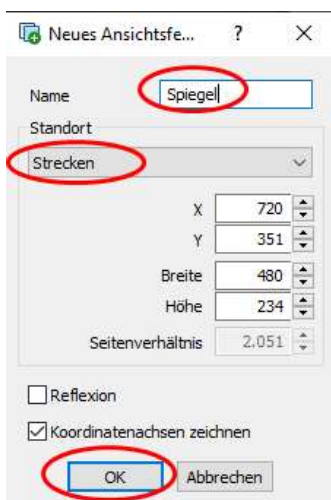 Neues Ansichtsfe... ?
Name Spiegel
Standort
Strecken
X 720
Y 351
Breite 480
Höhe 234
Seitenverhältnis 2,051
Reflexion
Koordinatenachsen zeichnen
OK Abbrechen